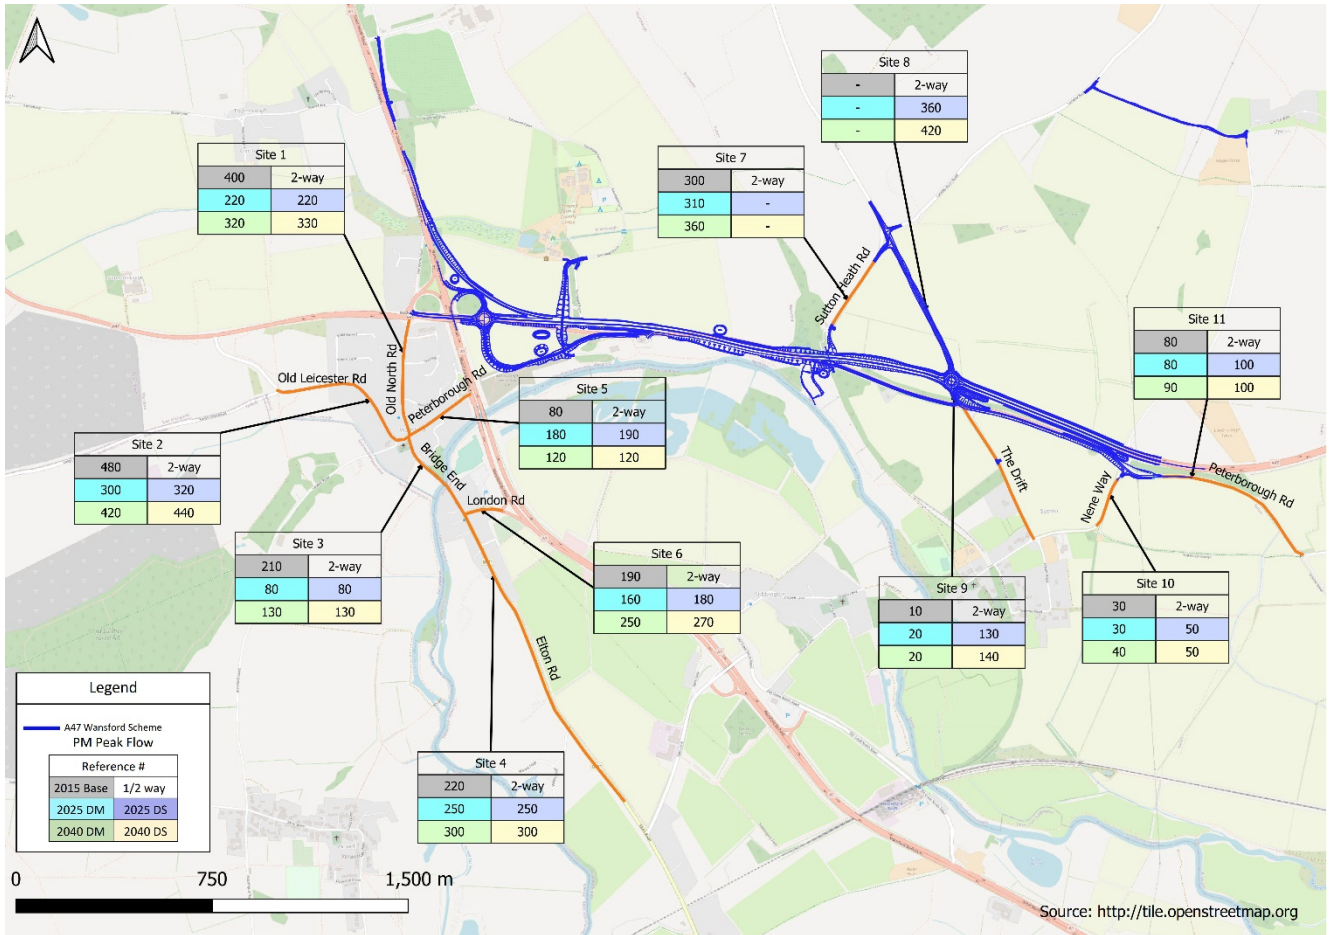 Site 8
- 2-way
- 360
- 420
Site 1
400 2-way
220 220
320 330
Site 7
300 2-way
310 -
360 -
Sutton Heath Rd
Site 11
80 2-way
80 100
90 100
Old Leicester Rd
Old North Rd
Peterborough Rd
Site 5
80 2-way
180 190
120 120
Site 2
480 2-way
300 320
420 440
Bridge End
London Rd
The Drift
Nene Way
Peterborough Rd
Site 3
210 2-way
80 80
130 130
Site 6
190 2-way
160 180
250 270
Site 9
10 2-way
20 130
20 140
Site 10
30 2-way
30 50
40 50
Elton Rd
Site 4
220 2-way
250 250
300 300
Legend
A47 Wansford Scheme
PM Peak Flow
Reference #
2015 Base 1/2 way
2025 DM 2025 DS
2040 DM 2040 DS
0 750 1,500 m
Source: http://tile.openstreetmap.org